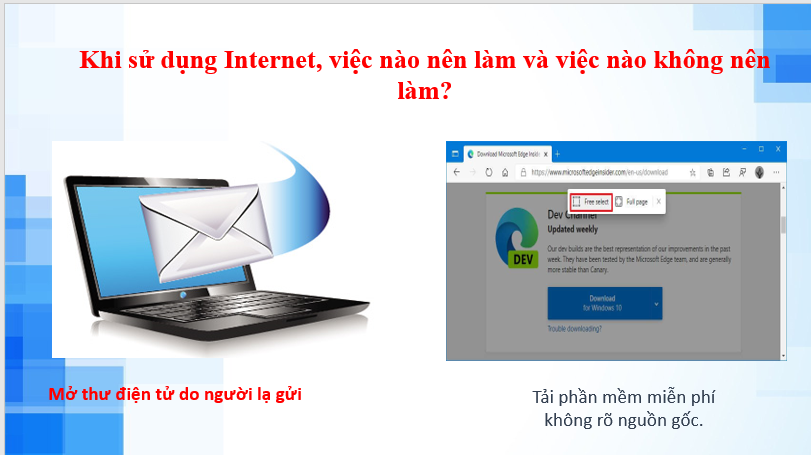 Khi sử dụng Internet, việc nào nên làm và việc nào không nên
làm?
Download Microsoft Edge Insider
https://www.microsoftedgeinsider.com/en-us/download
Free select
Full page
Dev Channel
Updated weekly
Our dev builds are the best representation of our improvements in the past
week. They have been tested by the Microsoft Edge team, and are generally
more stable than Canary.
DEV
Download
for Windows 10
Trouble downloading?
Mở thư điện tử do người lạ gửi
Tải phần mềm miễn phí
không rõ nguồn gốc.